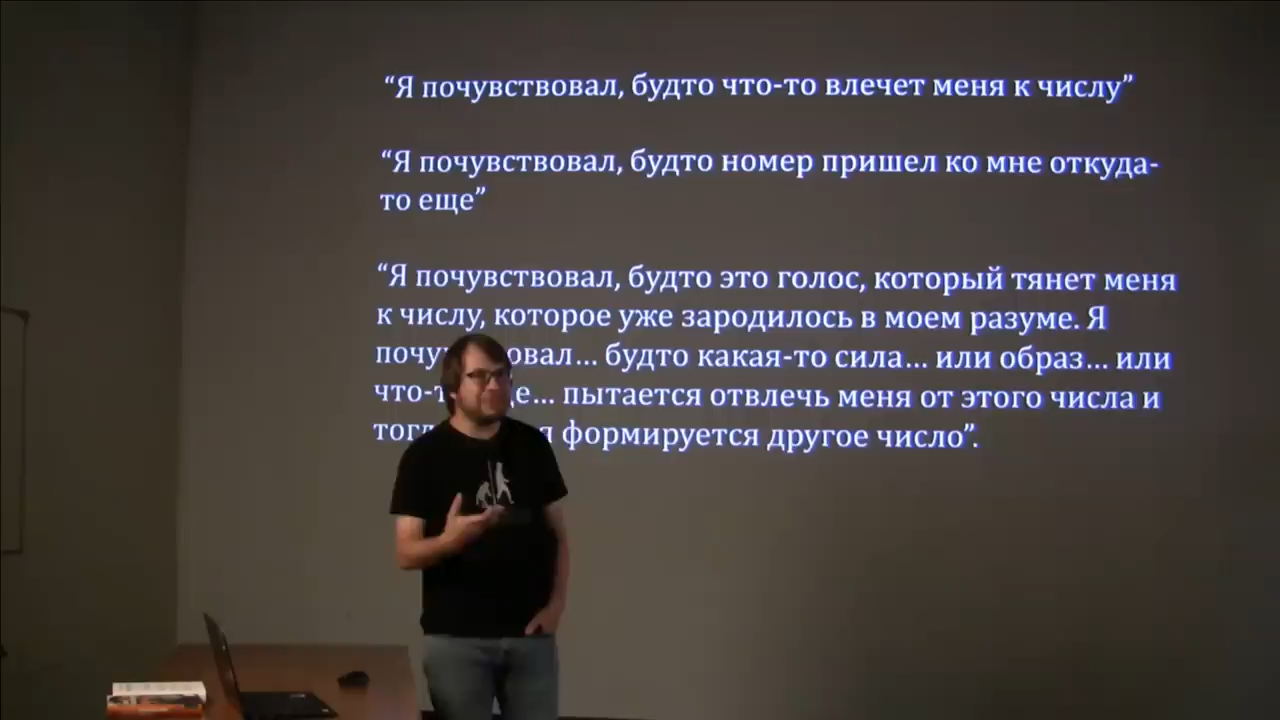 “Я почувствовал, будто что-то влечет меня к числу”
“Я почувствовал, будто номер пришел ко мне откуда-
то еще”
“Я почувствовал, будто это голос, который тянет меня
к числу, которое уже зародилось в моем разуме. Я
будто какая-то сила... или образ... или
пытается отвлечь меня от этого числа и
формируется другое число”.